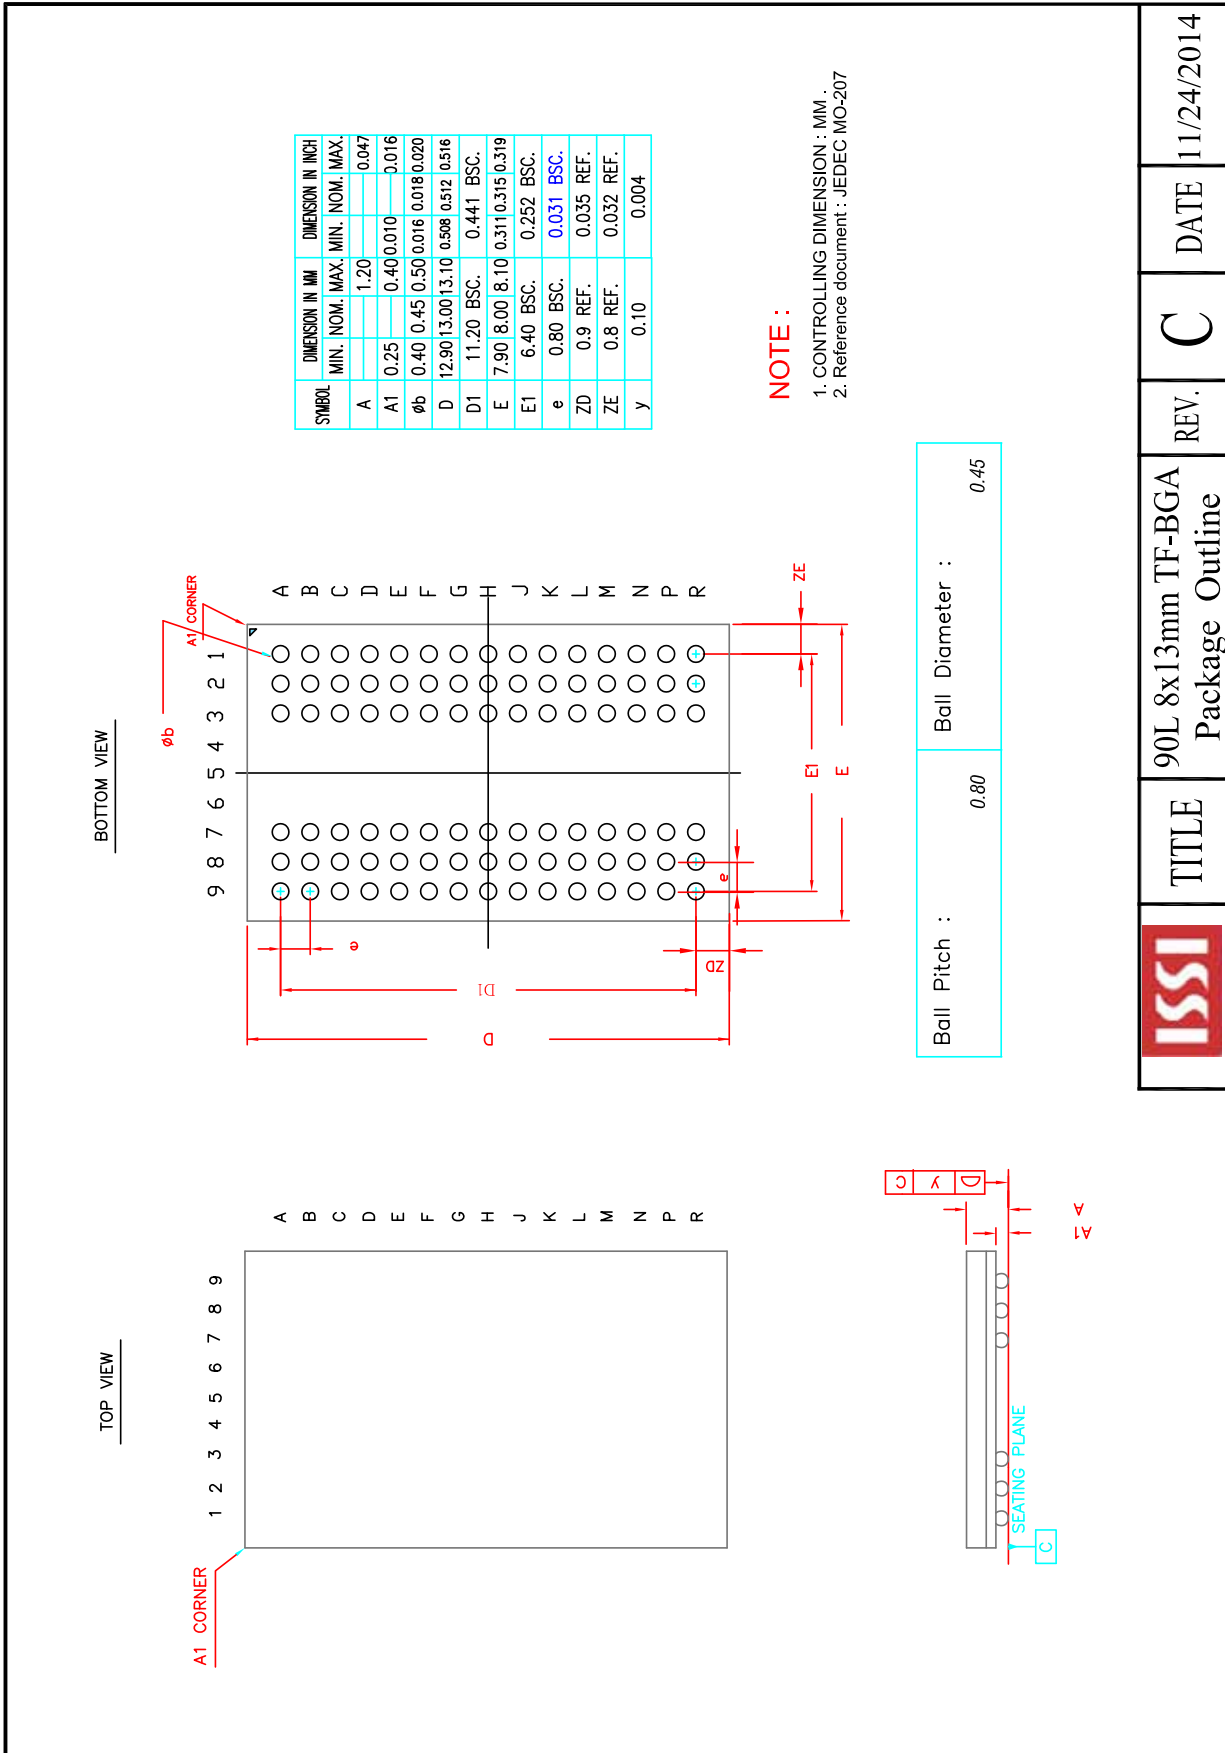 TOP VIEW
A1 CORNER
1 2 3 4 5 6 7 8 9
A
B
C
D
E
F
G
H
J
K
L
M
N
P
R
SEATING PLANE
C
D y C
A1
A
BOTTOM VIEW
øb
A1 CORNER
9 8 7 6 5 4 3 2 1
A
B
C
D
E
F
G
H
J
K
L
M
N
P
R
e
D1
D
ZD
e
E1
E
ZE
SYMBOL DIMENSION IN MM DIMENSION IN INCH
MIN. NOM. MAX. MIN. NOM. MAX.
A 1.20 0.047
A1 0.25 0.40 0.010 0.016
øb 0.40 0.45 0.50 0.016 0.018 0.020
D 12.90 13.00 13.10 0.508 0.512 0.516
D1 11.20 BSC. 0.441 BSC.
E 7.90 8.00 8.10 0.311 0.315 0.319
E1 6.40 BSC. 0.252 BSC.
e 0.80 BSC. 0.031 BSC.
ZD 0.9 REF. 0.035 REF.
ZE 0.8 REF. 0.032 REF.
y 0.10 0.004
NOTE :
1. CONTROLLING DIMENSION : MM .
2. Reference document : JEDEC MO-207
Ball Pitch : 0.80
Ball Diameter : 0.45
ISSI
TITLE
90L 8x13mm TF-BGA
Package Outline
REV.
C
DATE
11/24/2014